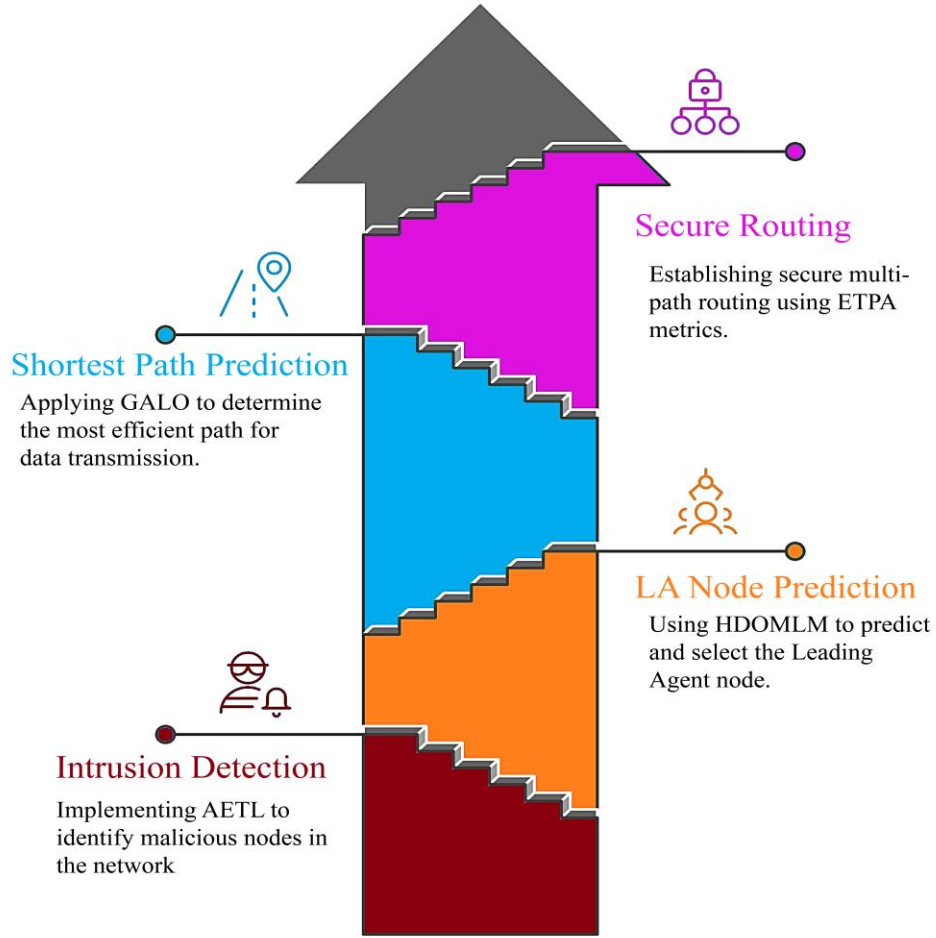 Secure Routing
Establishing secure multi-
path routing using ETPA
metrics.
Shortest Path Prediction
Applying GALO to determine
the most efficient path for
data transmission.
LA Node Prediction
Using HDOMLM to predict
and select the Leading
Agent node.
Intrusion Detection
Implementing AETL to
identify malicious nodes in
the network